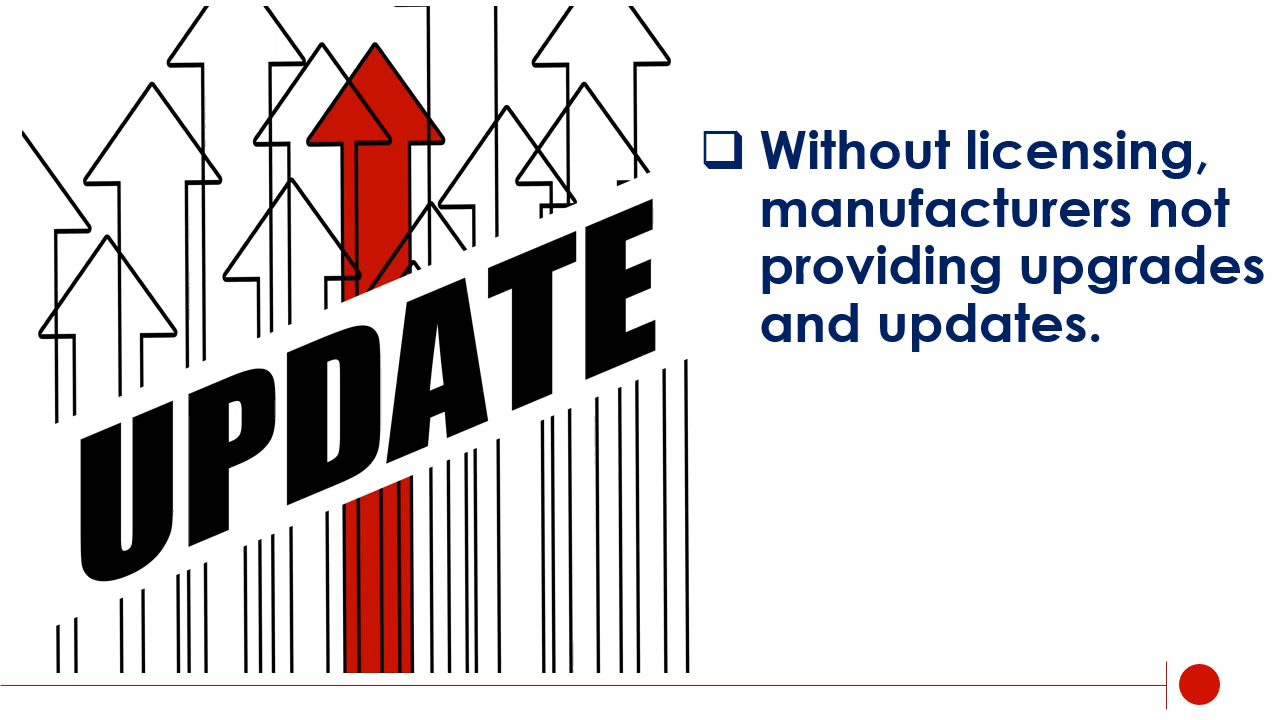 UPDATE
❑ Without licensing,
manufacturers not
providing upgrades
and updates.